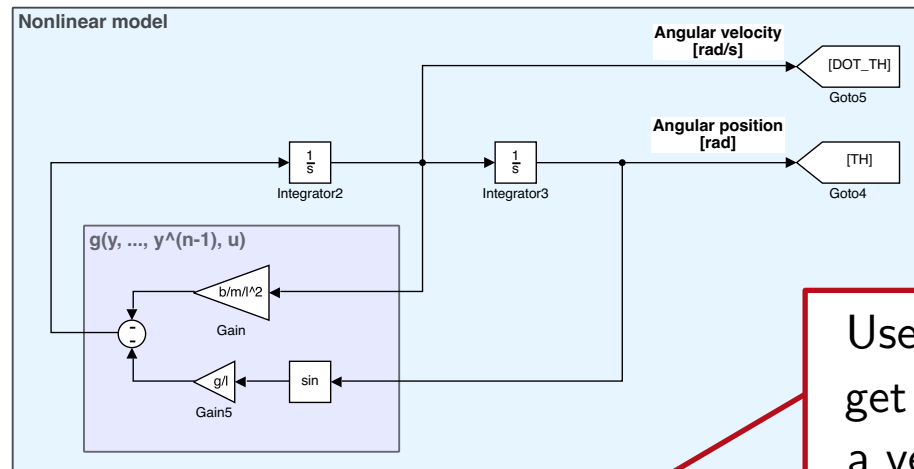 Nonlinear model
Angular velocity
[rad/s]
[DOT_TH]
Goto5
Angular position
[rad]
[TH]
Goto4
1
s
Integrator2
1
s
Integrator3
g(y, ..., y^(n-1), u)
b/m/l^2
Gain
-
-
g/l
Gain5
sin
Use
get
a ve